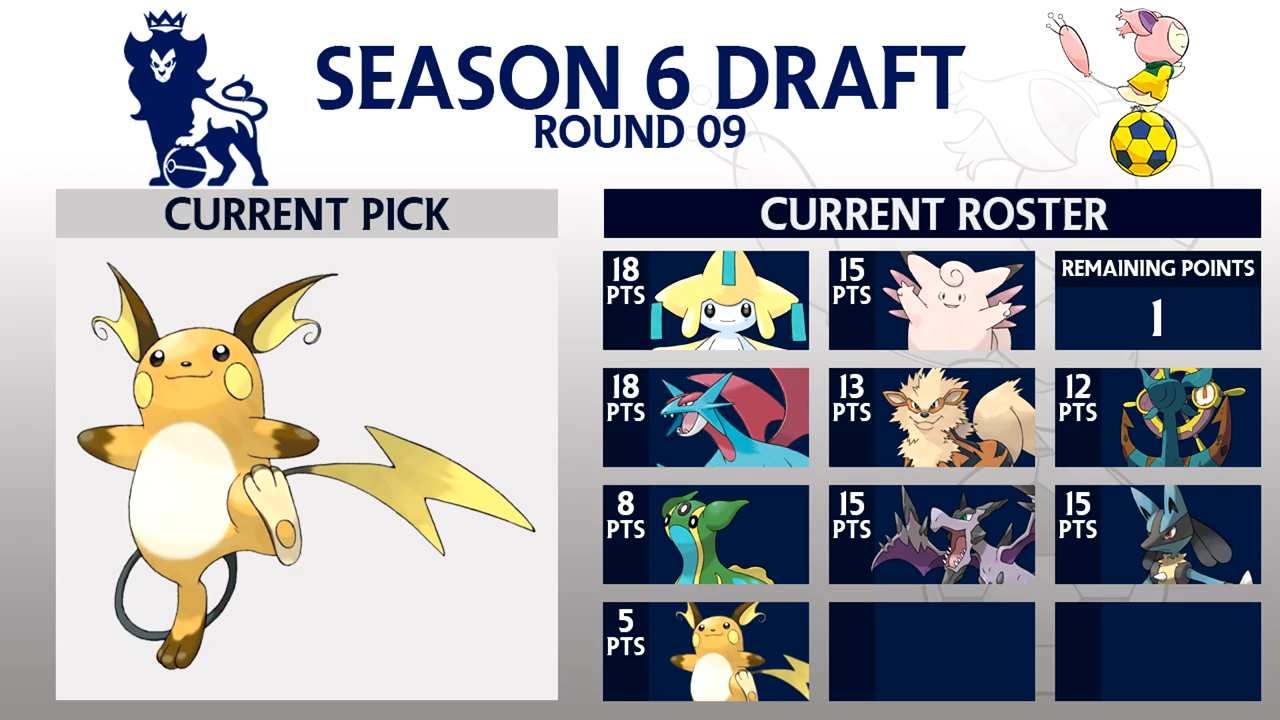 SEASON 6 DRAFT
ROUND 09
CURRENT PICK
CURRENT ROSTER
18
PTS
15
PTS
REMAINING POINTS
1
18
PTS
13
PTS
12
PTS
8
PTS
15
PTS
15
PTS
5
PTS